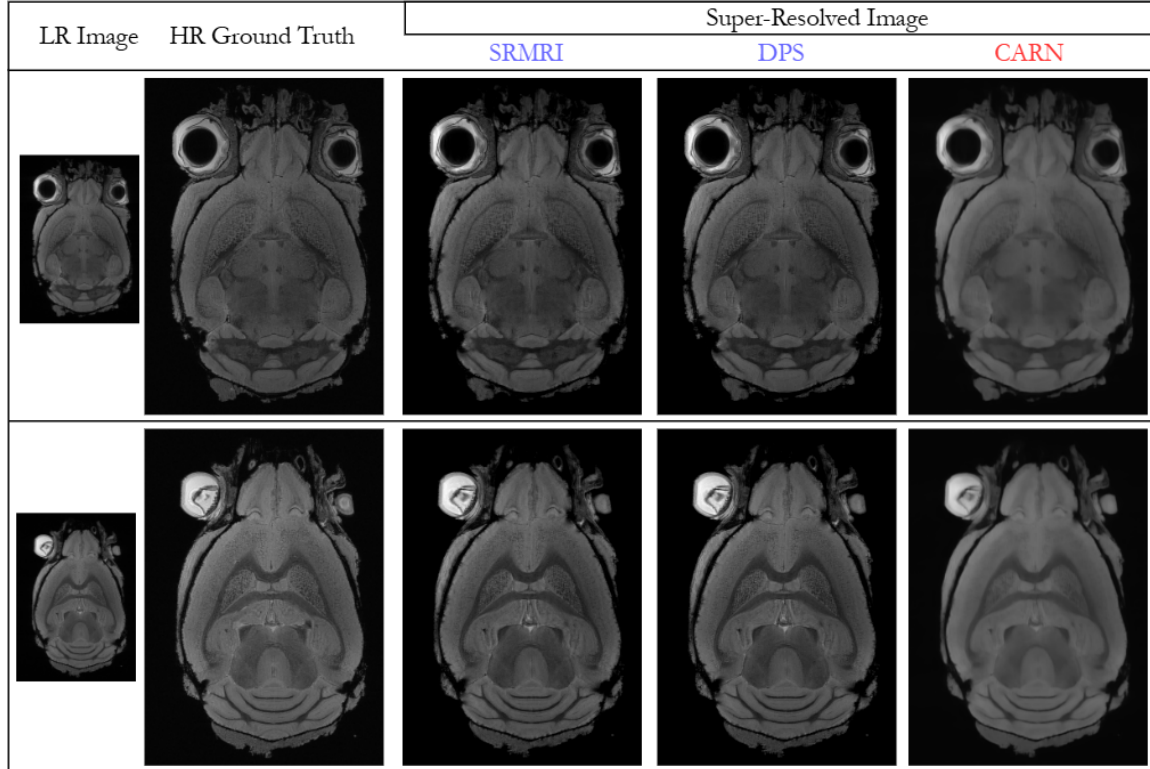 LR Image
HR Ground Truth
Super-Resolved Image
SRMRI
DPS
CARN